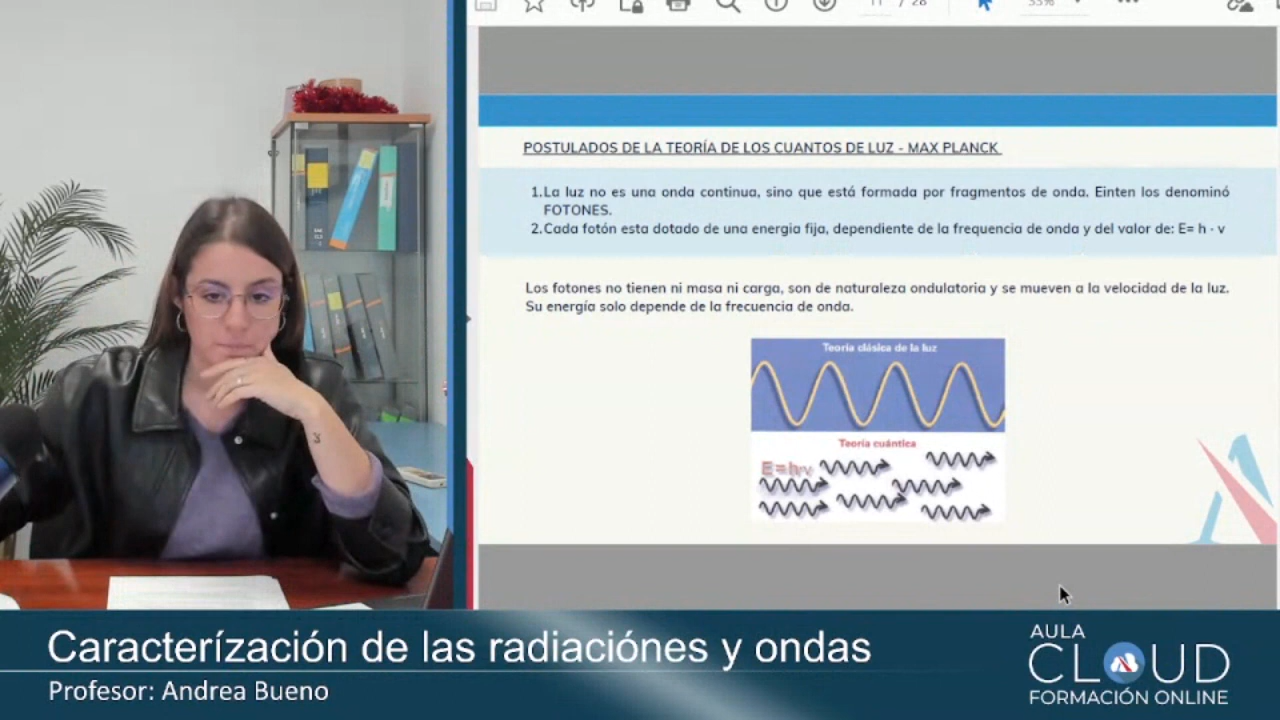 11 / 28
33%
POSTULADOS DE LA TEORÍA DE LOS CUANTOS DE LUZ - MAX PLANCK
1.La luz no es una onda continua, sino que está formada por fragmentos de onda. Einten los denominó
FOTONES.
2.Cada fotón esta dotado de una energia fija, dependiente de la frequencia de onda y del valor de: E= h · v
Los fotones no tienen ni masa ni carga, son de naturaleza ondulatoria y se mueven a la velocidad de la luz.
Su energía solo depende de la frecuencia de onda.
Teoría clásica de la luz
Teoría cuántica
E=hν
Caracterízación de las radiaciónes y ondas
Profesor: Andrea Bueno
AULA
CLOUD
FORMACIÓN ONLINE